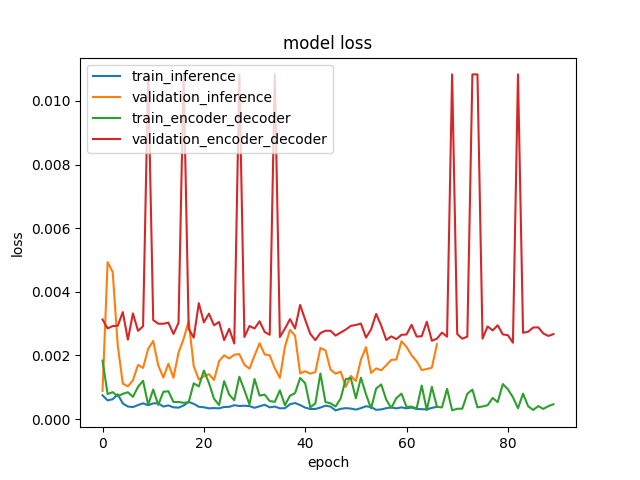 model loss
train_inference
validation_inference
train_encoder_decoder
validation_encoder_decoder
loss
0.010
0.008
0.006
0.004
0.002
0.000
0 20 40 60 80
epoch